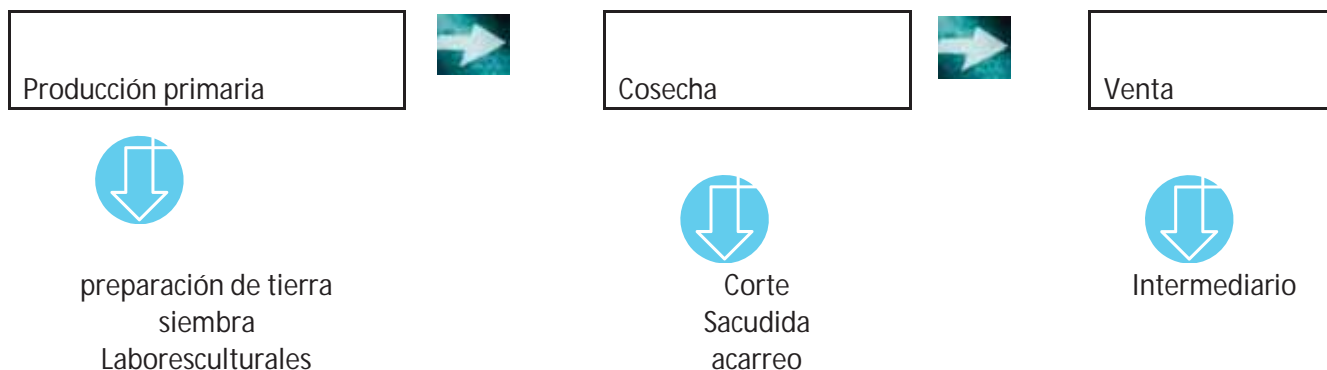 Producción primaria
Cosecha
Venta
preparación de tierra
siembra
Laboresculturales
Corte
Sacudida
acarreo
Intermediario